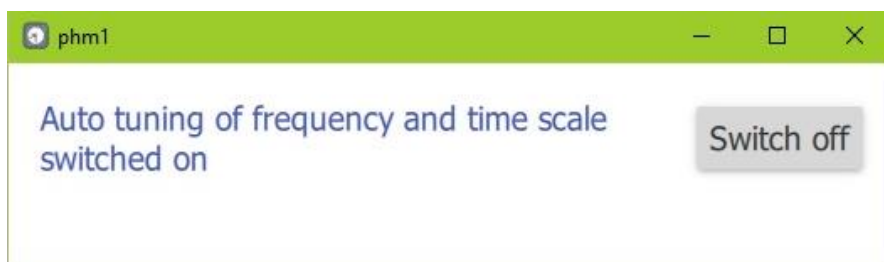 phm1
Auto tuning of frequency and time scale
switched on
Switch off